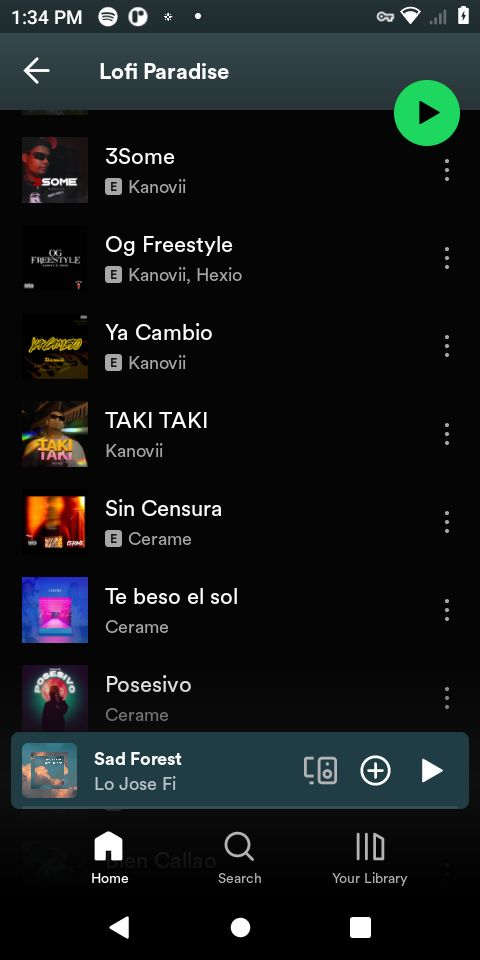 1:34 PM
Lofi Paradise
3Some
SOME
E Kanovii
Og Freestyle
OG
FREESTYLE
E Kanovii, Hexio
Ya Cambio
Ya Cambio
E Kanovii
TAKI TAKI
TAKI
TAKI
Kanovii
Sin Censura
E Cerame
Te beso el sol
Cerame
Posesivo
POSESIVO
Cerame
Sad Forest
Lo Jose Fi
Bien Callao
Home
Search
Your Library